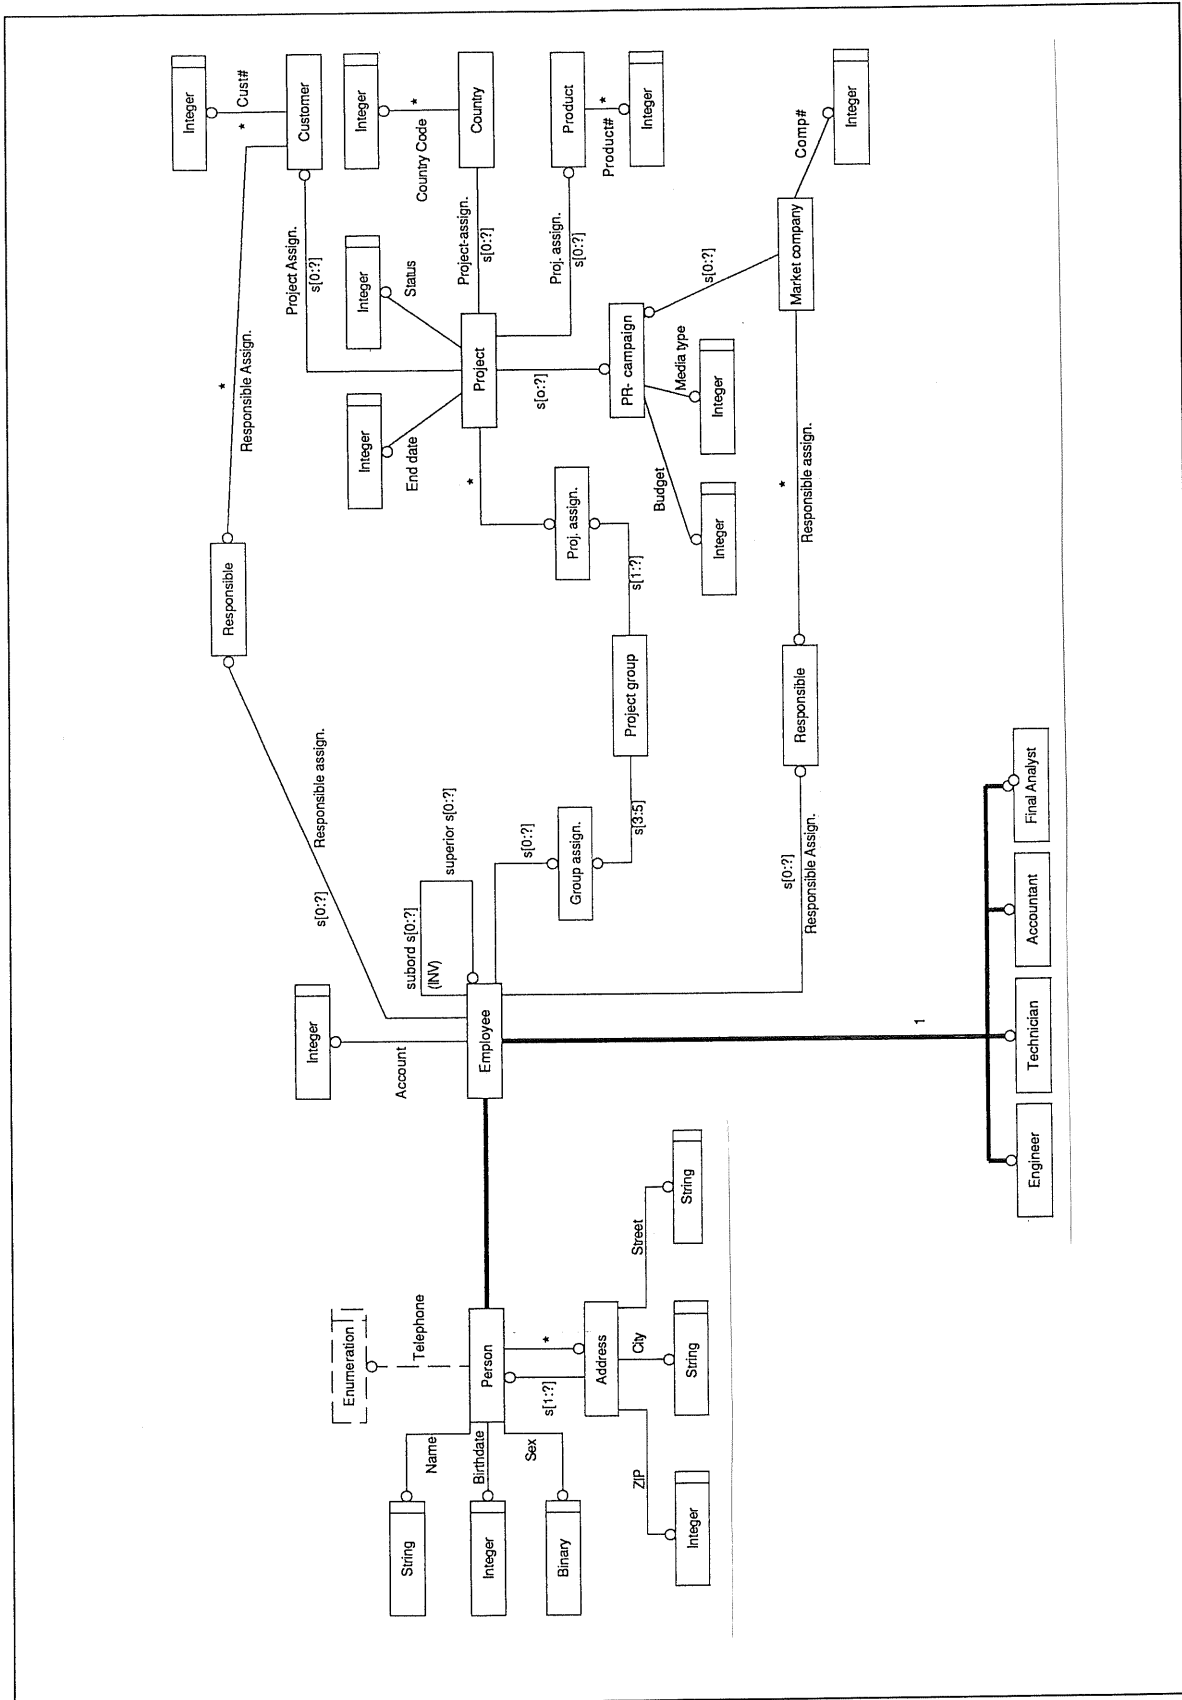 Integer
Cust#
*
Customer
Responsible Assign.
*
Responsible
Responsible assign.
s[0:?]
Project Assign.
s[0:?]
Integer
*
Country Code
Country
Project-assign.
s[0:?]
Integer
Status
Integer
End date
Project
Product
*
Product#
Integer
Proj. assign.
s[0:?]
s[0:?]
PR- campaign
Media type
Integer
Budget
Integer
s[0:?]
Market company
Comp#
Integer
*
Responsible assign.
Responsible
s[0:?]
Responsible Assign.
*
Proj. assign.
s[1:?]
Project group
s[3:5]
Group assign.
s[0:?]
superior s[0:?]
subord s[0:?]
(INV)
Integer
Account
Employee
1
Final Analyst
Accountant
Technician
Engineer
Enumeration
Telephone
Person
Name
String
Birthdate
Integer
Sex
Binary
*
s[1:?]
Address
Street
String
City
String
ZIP
Integer